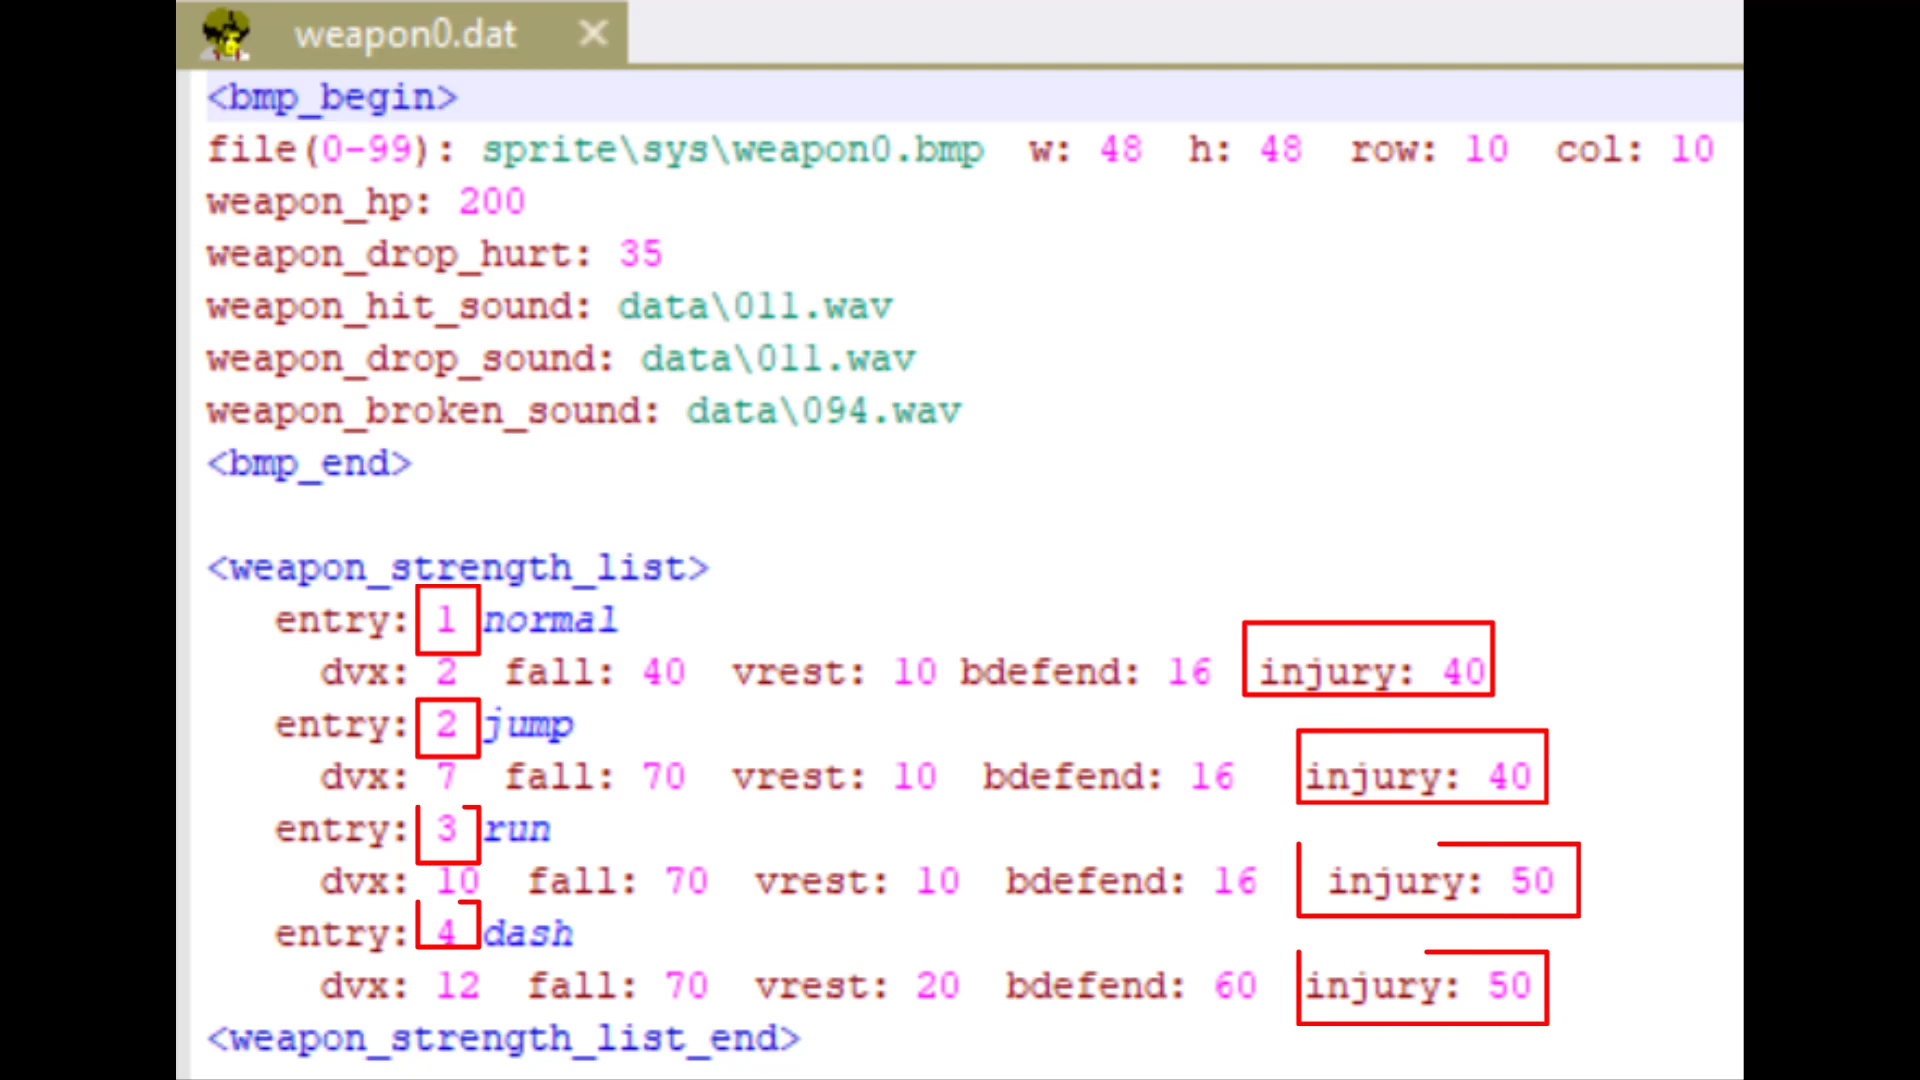 weapon0.dat ×
<bmp_begin>
file(0-99): sprite\sys\weapon0.bmp w: 48 h: 48 row: 10 col: 10
weapon_hp: 200
weapon_drop_hurt: 35
weapon_hit_sound: data\011.wav
weapon_drop_sound: data\011.wav
weapon_broken_sound: data\094.wav
<bmp_end>
<weapon_strength_list>
entry: 1 normal
dvx: 2 fall: 40 vrest: 10 bdefend: 16 injury: 40
entry: 2 jump
dvx: 7 fall: 70 vrest: 10 bdefend: 16 injury: 40
entry: 3 run
dvx: 10 fall: 70 vrest: 10 bdefend: 16 injury: 50
entry: 4 dash
dvx: 12 fall: 70 vrest: 20 bdefend: 60 injury: 50
<weapon_strength_list_end>